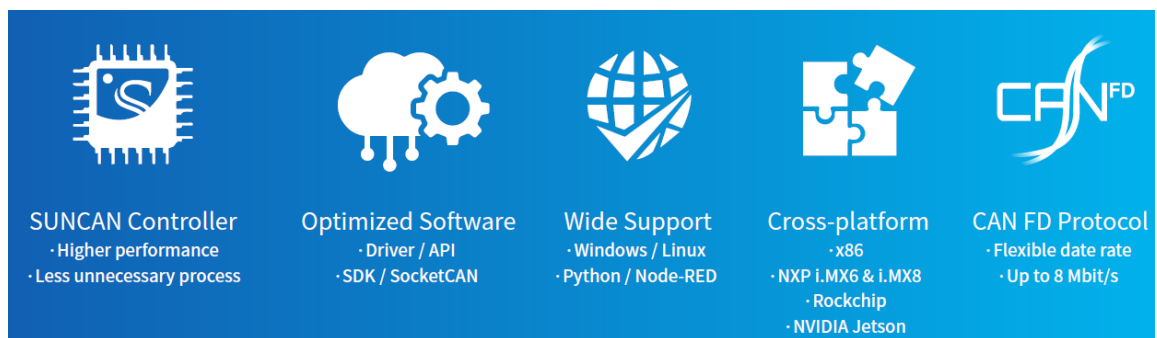 S
CAN FD
SUNCAN Controller
· Higher performance
· Less unnecessary process
Optimized Software
· Driver / API
· SDK / SocketCAN
Wide Support
· Windows / Linux
· Python / Node-RED
Cross-platform
· x86
· NXP i.MX6 & i.MX8
· Rockchip
· NVIDIA Jetson
CAN FD Protocol
· Flexible date rate
· Up to 8 Mbit/s